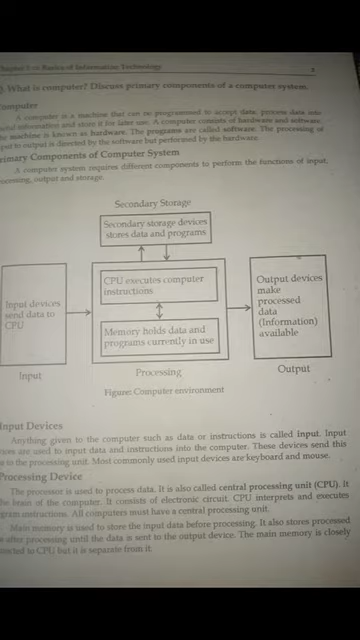 Chapter 1 Basics of Information Technology
What is computer? Discuss primary components of a computer system.
Computer
A computer is a machine that can be programmed to accept data, process data into
useful information and store it for later use. A computer consists of hardware and software.
machine is known as hardware. The programs are called software. The processing of
input to output is directed by the software but performed by the hardware.
Primary Components of Computer System
A computer system requires different components to perform the functions of input,
processing, output and storage.
Secondary Storage
Secondary storage devices
stores data and programs
CPU executes computer
instructions
Memory holds data and
programs currently in use
Input devices
send data to
CPU
Output devices
make
processed
data
(Information)
available
Input
Processing
Output
Figure: Computer environment
Input Devices
Anything given to the computer such as data or instructions is called input. Input
devices are used to input data and instructions into the computer. These devices send this
to the processing unit. Most commonly used input devices are keyboard and mouse.
Processing Device
The processor is used to process data. It is also called central processing unit (CPU). It
the brain of the computer. It consists of electronic circuit. CPU interprets and executes
program instructions. All computers must have a central processing unit.
Main memory is used to store the input data before processing. It also stores processed
after processing until the data is sent to the output device. The main memory is closely
connected to CPU but it is separate from it.